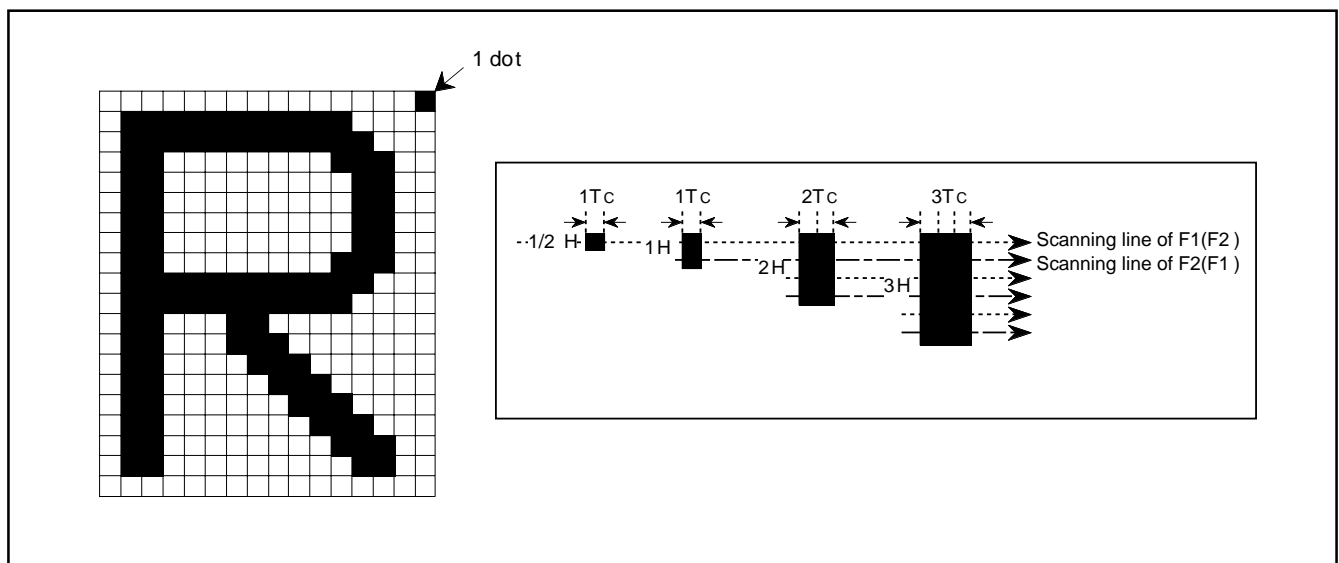 1 dot
1TC 1TC 2TC 3TC
1/2 H 1H 2H 3H
Scanning line of F1(F2)
Scanning line of F2(F1)
R